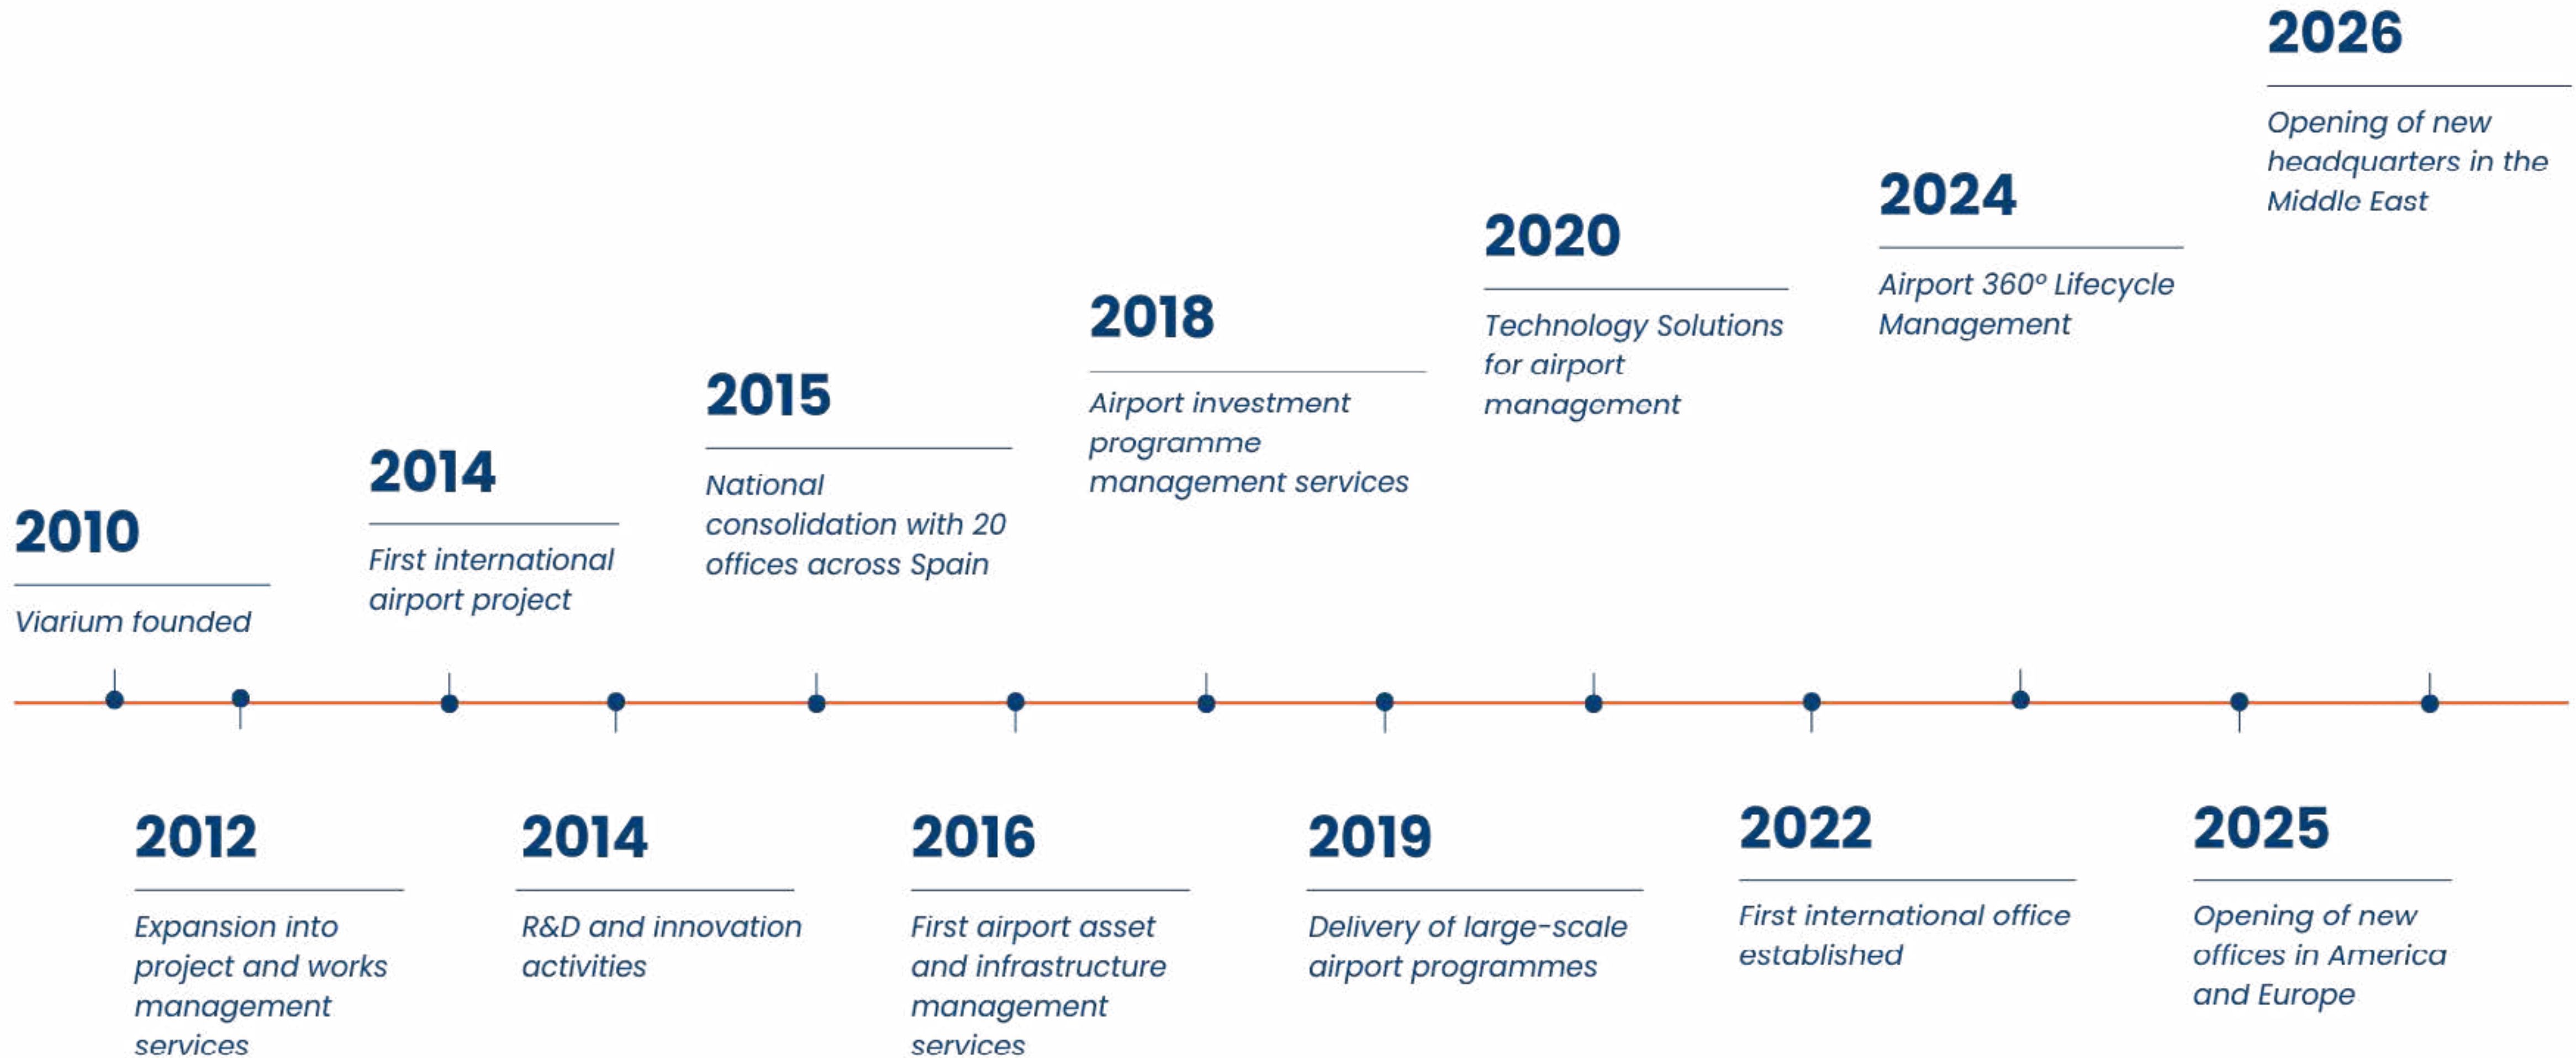 2010
Viarium founded
2012
Expansion into
project and works
management
services
2014
First international
airport project
2014
R&D and innovation
activities
2015
National
consolidation with 20
offices across Spain
2016
First airport asset
and infrastructure
management
services
2018
Airport investment
programme
management services
2019
Delivery of large-scale
airport programmes
2020
Technology Solutions
for airport
management
2022
First international office
established
2024
Airport 360º Lifecycle
Management
2025
Opening of new
offices in America
and Europe
2026
Opening of new
headquarters in the
Middle East